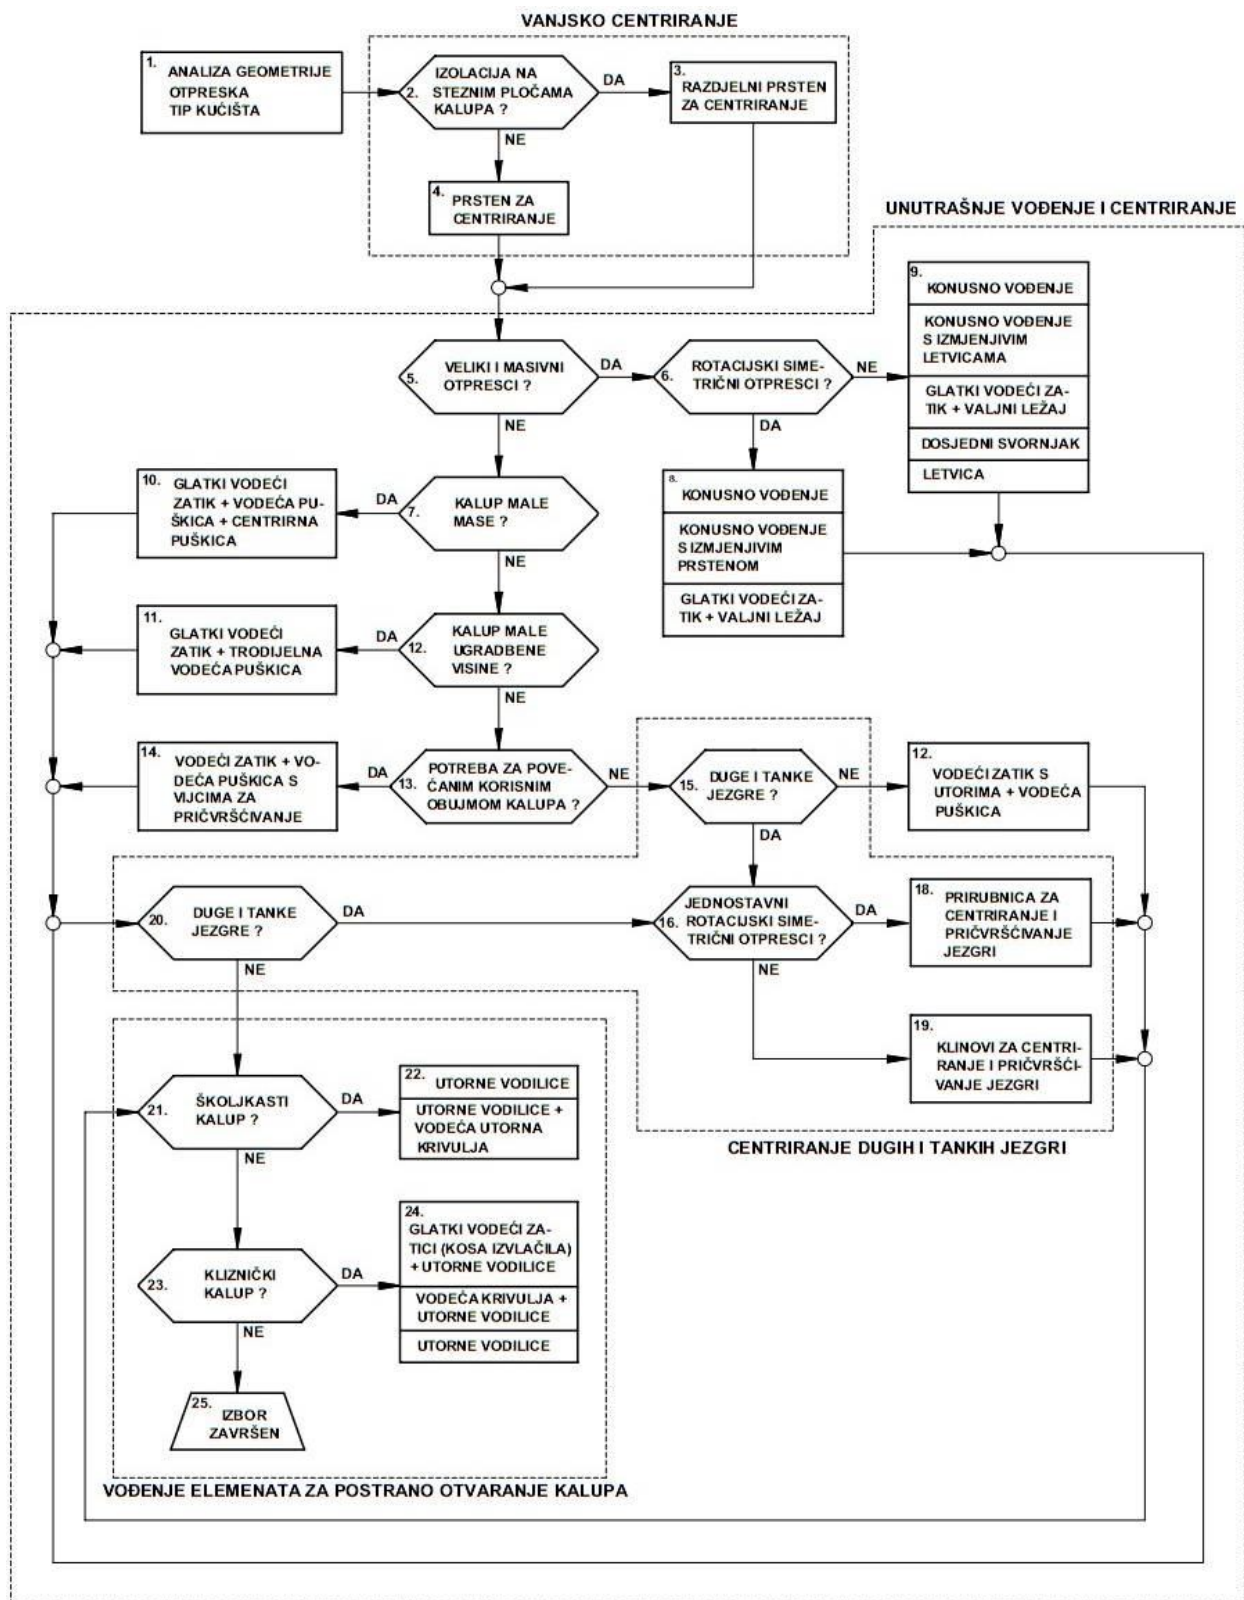 VANJSKO CENTRIRANJE
1.
ANALIZA GEOMETRIJE
OTPRESKA
TIP KUĆIŠTA
IZOLACIJA NA
2. STEZNIM PLOČAMA
KALUPA ?
DA
3.
RAZDJELNI PRSTEN
ZA CENTRIRANJE
NE
4.
PRSTEN ZA
CENTRIRANJE
UNUTRAŠNJE VOĐENJE I CENTRIRANJE
5. VELIKI I MASIVNI
OTPRESCI ?
DA
6. ROTACIJSKI SIME-
TRIČNI OTPRESCI ?
NE
9.
KONUSNO VOĐENJE
KONUSNO VOĐENJE
S IZMJENJIVIM
LETVICAMA
GLATKI VODEĆI ZA-
TIK + VALJNI LEŽAJ
DOSJEDNI SVORNJAK
LETVICA
NE
DA
8.
KONUSNO VOĐENJE
KONUSNO VOĐENJE
S IZMJENJIVIM
PRSTENOM
GLATKI VODEĆI ZA-
TIK + VALJNI LEŽAJ
10. GLATKI VODEĆI
ZATIK + VODEĆA PU-
ŠKICA + CENTRIRNA
PUŠKICA
DA
7. KALUP MALE
MASE ?
NE
11.
GLATKI VODEĆI
ZATIK + TRODIJELNA
VODEĆA PUŠKICA
DA
KALUP MALE
12. UGRADBENE
VISINE ?
NE
14. VODEĆI ZATIK + VO-
DEĆA PUŠKICA S
VIJCIMA ZA
PRIČVRŠĆIVANJE
DA
POTREBA ZA POVE-
13. ĆANIM KORISNIM
OBUJMOM KALUPA ?
NE
15. DUGE I TANKE
JEZGRE ?
NE
12.
VODEĆI ZATIK S
UTORIMA + VODEĆA
PUŠKICA
DA
20. DUGE I TANKE
JEZGRE ?
DA
JEDNOSTAVNI
16. ROTACIJSKI SIME-
TRIČNI OTPRESCI ?
DA
18. PRIRUBNICA ZA
CENTRIRANJE I
PRIČVRŠĆIVANJE
JEZGRI
NE
NE
19.
KLINOVI ZA CENTRI-
RANJE I PRIČVRŠĆI-
VANJE JEZGRI
CENTRIRANJE DUGIH I TANKIH JEZGRI
21. ŠKOLJKASTI
KALUP ?
DA
22.
UTORNE VODILICE
UTORNE VODILICE +
VODEĆA UTORNA
KRIVULJA
NE
23. KLIZNIČKI
KALUP ?
DA
24.
GLATKI VODEĆI ZA-
TICI (KOSA IZVLAČILA)
+ UTORNE VODILICE
VODEĆA KRIVULJA +
UTORNE VODILICE
UTORNE VODILICE
NE
25. IZBOR
ZAVRŠEN
VOĐENJE ELEMENATA ZA POSTRANO OTVARANJE KALUPA